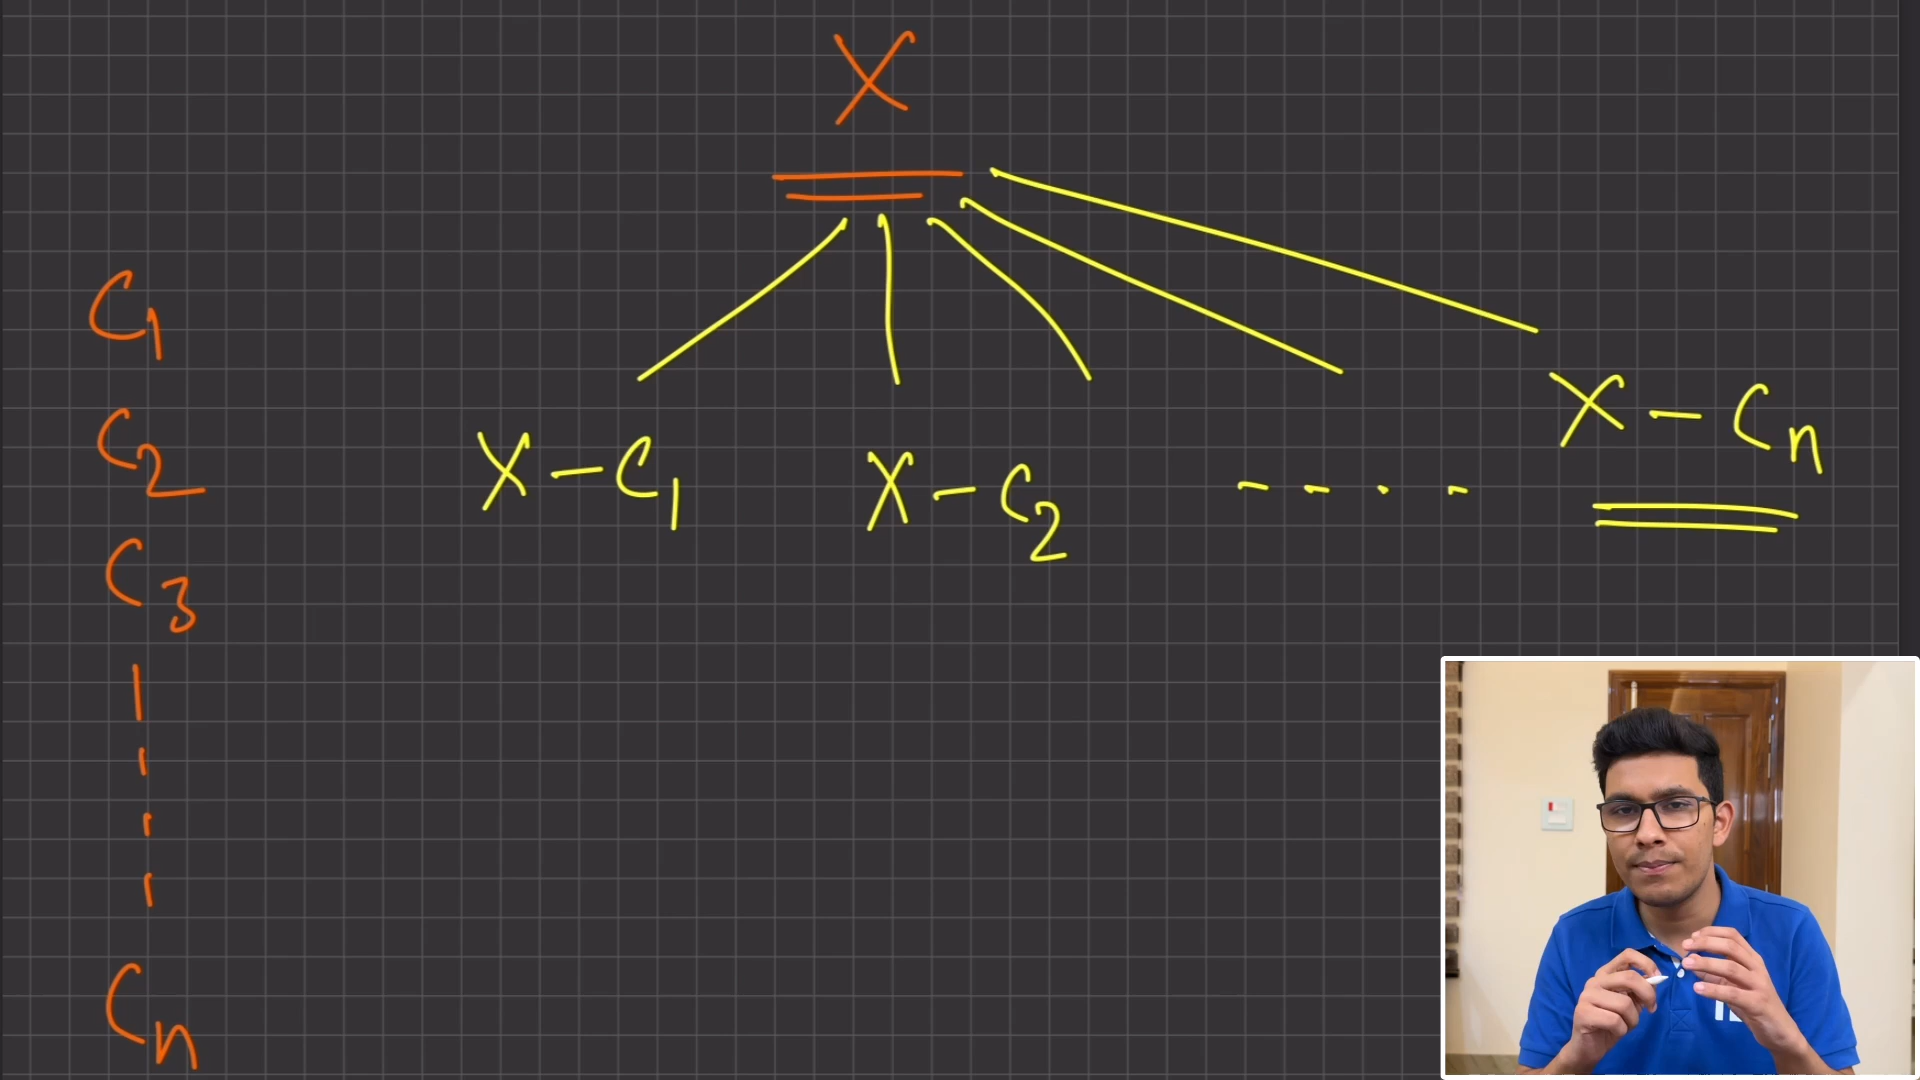 X
C1
C2
C3
Cn
X - C1
X - C2
- - - -
X - Cn